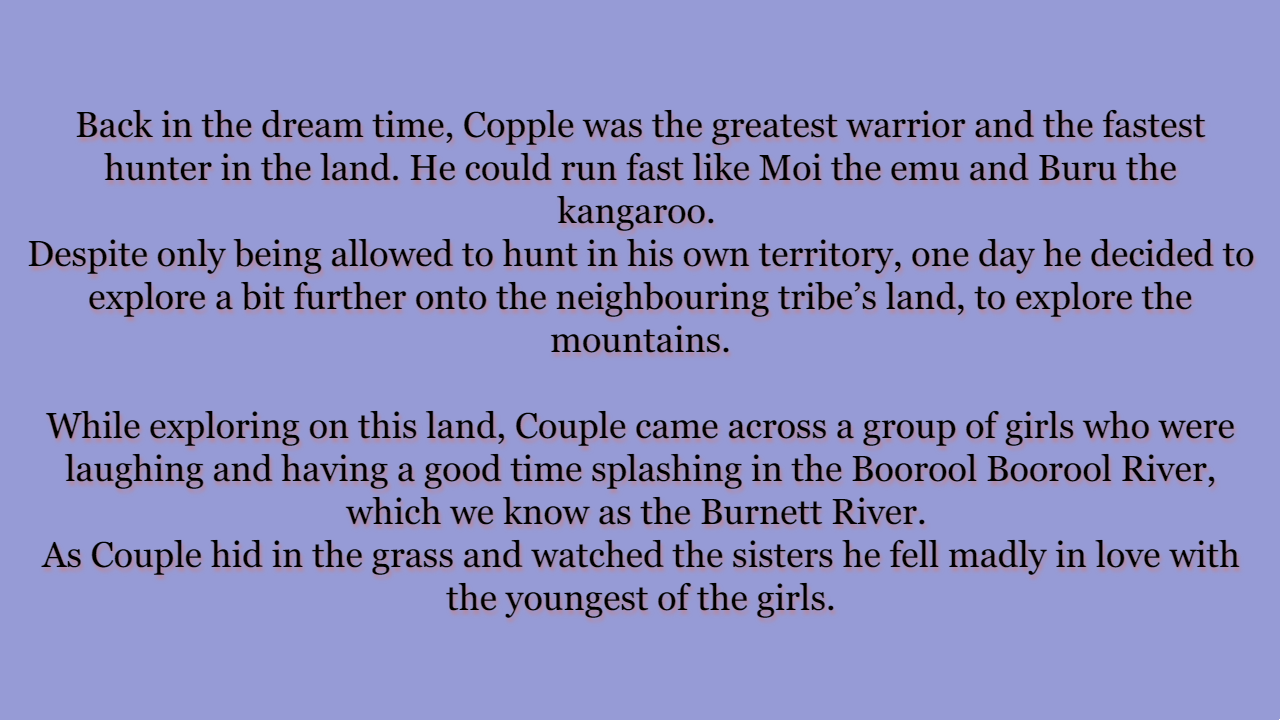 Back in the dream time, Copple was the greatest warrior and the fastest
hunter in the land. He could run fast like Moi the emu and Buru the
kangaroo.
Despite only being allowed to hunt in his own territory, one day he decided to
explore a bit further onto the neighbouring tribe’s land, to explore the
mountains.
While exploring on this land, Couple came across a group of girls who were
laughing and having a good time splashing in the Boorool Boorool River,
which we know as the Burnett River.
As Couple hid in the grass and watched the sisters he fell madly in love with
the youngest of the girls.